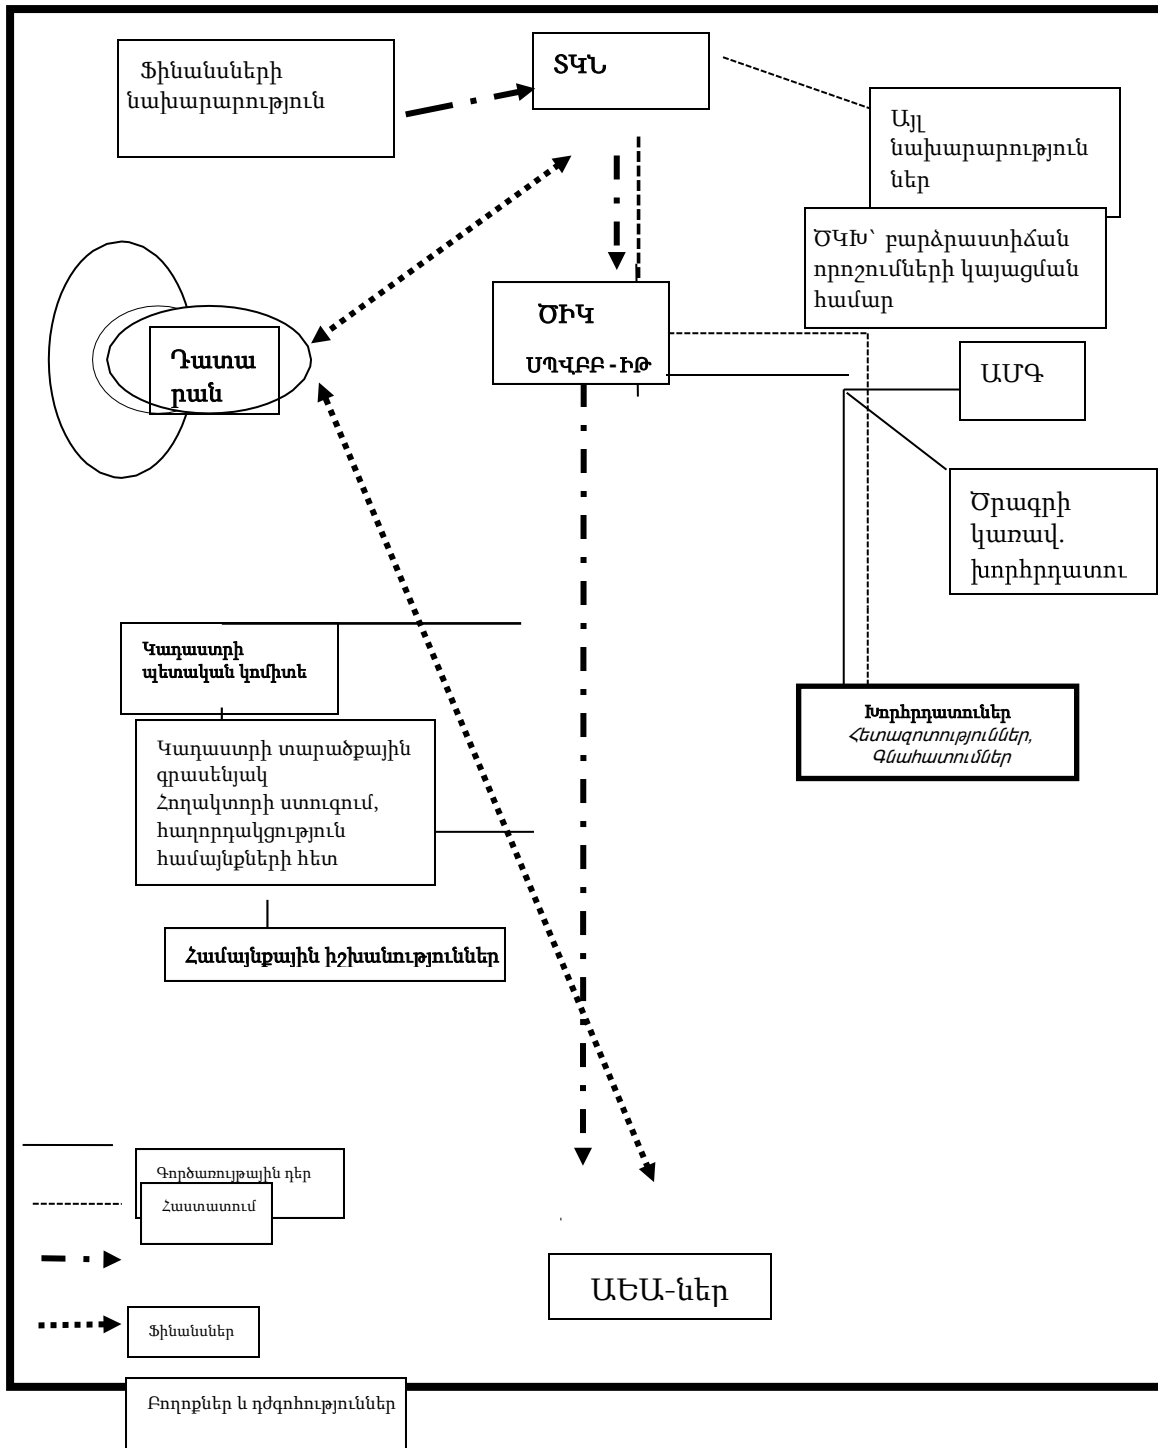 Ֆինանսների
նախարարություն
ՏԿՆ
Այլ
նախարարություն
ներ
ԾԿԽ՝ բարձրաստիճան
որոշումների կայացման
համար
ԾԻԿ
ՍՊՎԲԲ - ԻԹ
Դատա
րան
ԱՄԳ
Ծրագրի
կառավ.
խորհրդատու
Կադաստրի
պետական կոմիտե
Խորհրդատուներ
Հետազոտություններ,
Գնահատումներ
Կադաստրի տարածքային
գրասենյակ
Հողակտորի ստուգում,
հաղորդակցություն
համայնքների հետ
Համայնքային իշխանություններ
Գործառույթային դեր
Հաստատում
ԱԵԱ-ներ
Ֆինանսներ
Բողոքներ և դժգոհություններ